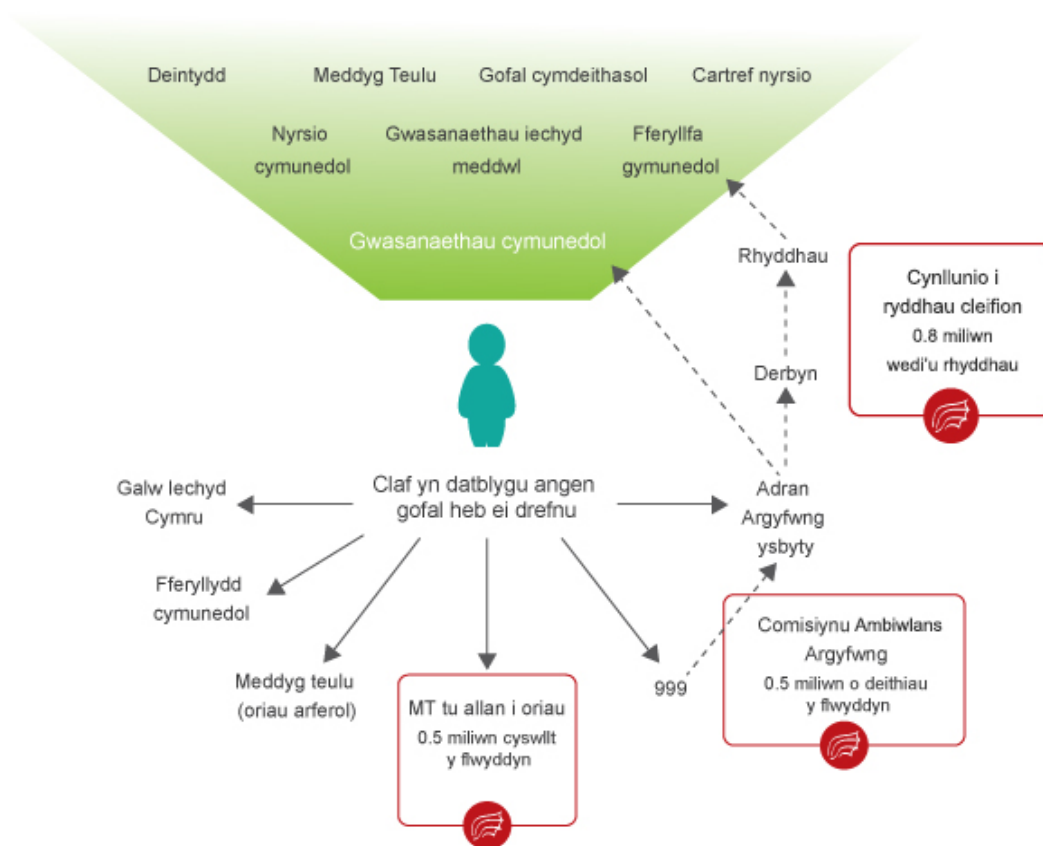 Deintydd
Meddyg Teulu
Gofal cymdeithasol
Cartref nyrsio
Nyrsio
cymunedol
Gwasanaethau iechyd
meddwl
Fferyllfa
gymunedol
Gwasanaethau cymunedol
Rhyddhau
Cynllunio i
ryddhau cleifion
0.8 miliwn
wedi'u rhyddhau
Derbyn
Claf yn datblygu angen
gofal heb ei drefnu
Galw Iechyd
Cymru
Adran
Argyfwng
ysbyty
Fferyllydd
cymunedol
Meddyg teulu
(oriau arferol)
MT tu allan i oriau
0.5 miliwn cyswllt
y flwyddyn
999
Comisiynu Ambiwlans
Argyfwng
0.5 miliwn o deithiau
y flwyddyn